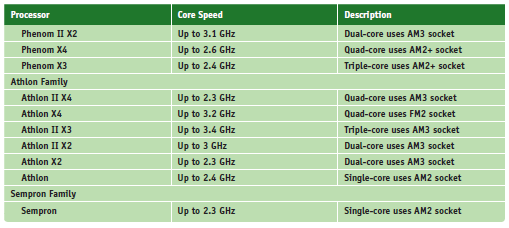 Processor Core Speed Description
Phenom II X2 Up to 3.1 GHz Dual-core uses AM3 socket
Phenom X4 Up to 2.6 GHz Quad-core uses AM2+ socket
Phenom X3 Up to 2.4 GHz Triple-core uses AM2+ socket
Athlon Family
Athlon II X4 Up to 2.3 GHz Quad-core uses AM3 socket
Athlon X4 Up to 3.2 GHz Quad-core uses FM2 socket
Athlon II X3 Up to 3.4 GHz Triple-core uses AM3 socket
Athlon II X2 Up to 3 GHz Dual-core uses AM3 socket
Athlon X2 Up to 2.3 GHz Dual-core uses AM3 socket
Athlon Up to 2.4 GHz Single-core uses AM2 socket
Sempron Family
Sempron Up to 2.3 GHz Single-core uses AM2 socket